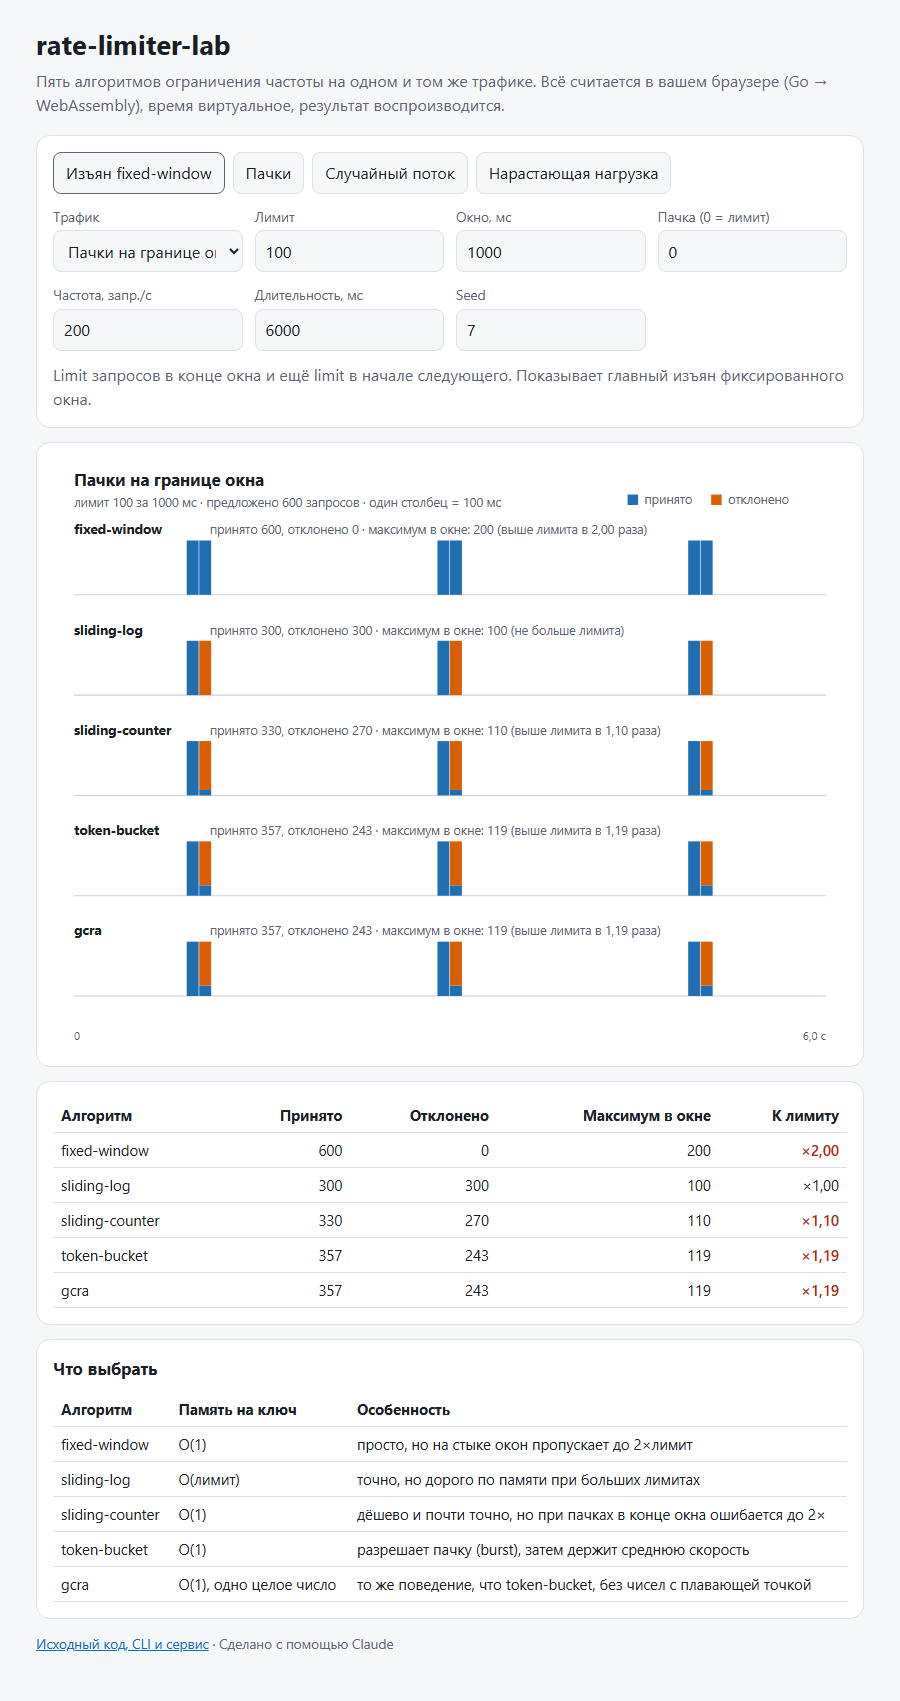 rate-limiter-lab
Пять алгоритмов ограничения частоты на одном и том же трафике. Всё считается в вашем браузере (Go →
WebAssembly), время виртуальное, результат воспроизводится.
Изъян fixed-window
Пачки
Случайный поток
Нарастающая нагрузка
Трафик
Лимит
Окно, мс
Пачка (0 = лимит)
Пачки на границе о
100
1000
0
Частота, запр./с
Длительность, мс
Seed
200
6000
7
Limit запросов в конце окна и ещё limit в начале следующего. Показывает главный изъян фиксированного
окна.
Пачки на границе окна
лимит 100 за 1000 мс · предложено 600 запросов · один столбец = 100 мс
принято
отклонено
fixed-window принято 600, отклонено 0 · максимум в окне: 200 (выше лимита в 2,00 раза)
sliding-log принято 300, отклонено 300 · максимум в окне: 100 (не больше лимита)
sliding-counter принято 330, отклонено 270 · максимум в окне: 110 (выше лимита в 1,10 раза)
token-bucket принято 357, отклонено 243 · максимум в окне: 119 (выше лимита в 1,19 раза)
gcra принято 357, отклонено 243 · максимум в окне: 119 (выше лимита в 1,19 раза)
0
6,0 с
Алгоритм Принято Отклонено Максимум в окне К лимиту
fixed-window 600 0 200 ×2,00
sliding-log 300 300 100 ×1,00
sliding-counter 330 270 110 ×1,10
token-bucket 357 243 119 ×1,19
gcra 357 243 119 ×1,19
Что выбрать
Алгоритм Память на ключ Особенность
fixed-window O(1) просто, но на стыке окон пропускает до 2×лимит
sliding-log O(лимит) точно, но дорого по памяти при больших лимитах
sliding-counter O(1) дёшево и почти точно, но при пачках в конце окна ошибается до 2×
token-bucket O(1) разрешает пачку (burst), затем держит среднюю скорость
gcra O(1), одно целое число то же поведение, что token-bucket, без чисел с плавающей точкой
Исходный код, CLI и сервис · Сделано с помощью Claude